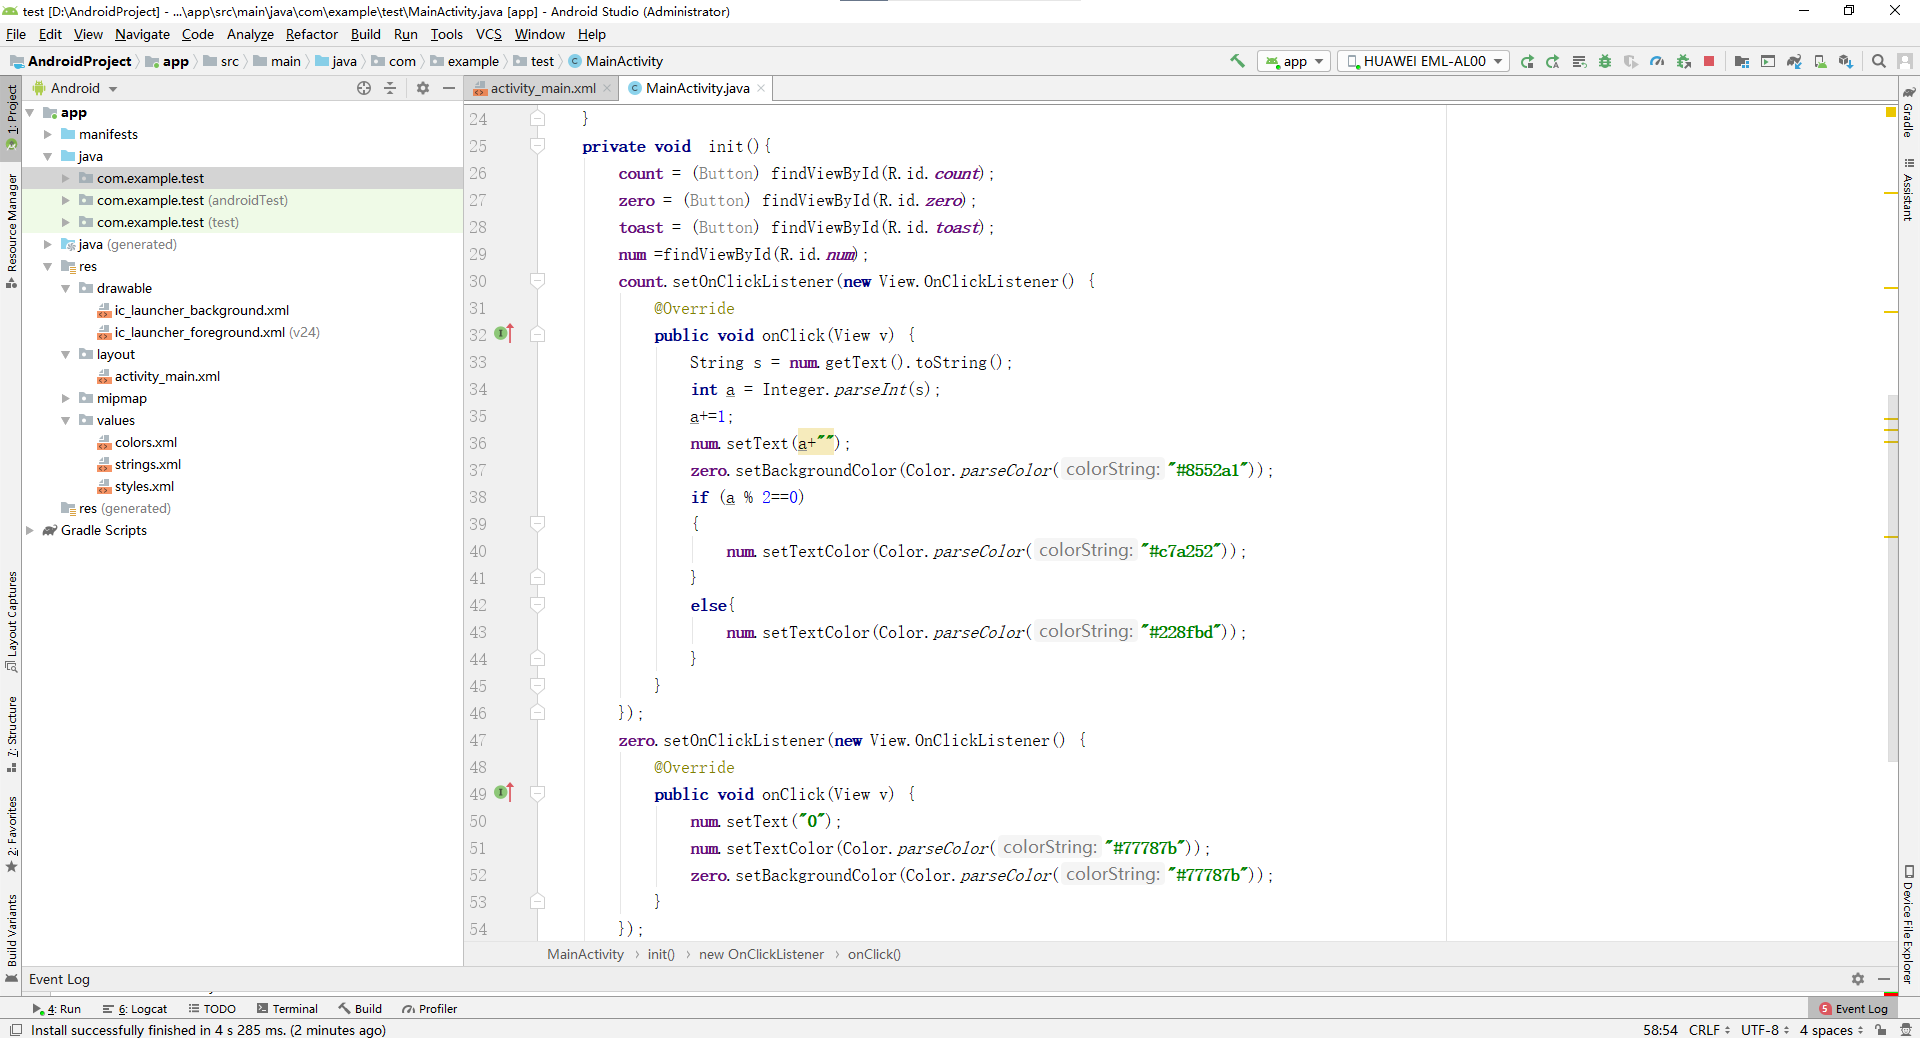 test [D:\AndroidProject] - ...\app\src\main\java\com\example\test\MainActivity.java [app] - Android Studio (Administrator)
File Edit View Navigate Code Analyze Refactor Build Run Tools VCS Window Help
AndroidProject app src main java com example test MainActivity
app HUAWEI EML-AL00
Android
activity_main.xml MainActivity.java
1: Project
Resource Manager
Layout Captures
7: Structure
2: Favorites
Build Variants
app
manifests
java
com.example.test
com.example.test (androidTest)
com.example.test (test)
java (generated)
res
drawable
ic_launcher_background.xml
ic_launcher_foreground.xml (v24)
layout
activity_main.xml
mipmap
values
colors.xml
strings.xml
styles.xml
res (generated)
Gradle Scripts
24 }
25 private void init(){
26 count = (Button) findViewById(R.id.count);
27 zero = (Button) findViewById(R.id.zero);
28 toast = (Button) findViewById(R.id.toast);
29 num =findViewById(R.id.num);
30 count.setOnClickListener(new View.OnClickListener() {
31 @Override
32 public void onClick(View v) {
33 String s = num.getText().toString();
34 int a = Integer.parseInt(s);
35 a+=1;
36 num.setText(a+"");
37 zero.setBackgroundColor(Color.parseColor( colorString: "#8552a1"));
38 if (a % 2==0)
39 {
40 num.setTextColor(Color.parseColor( colorString: "#c7a252"));
41 }
42 else{
43 num.setTextColor(Color.parseColor( colorString: "#228fbd"));
44 }
45 }
46 });
47 zero.setOnClickListener(new View.OnClickListener() {
48 @Override
49 public void onClick(View v) {
50 num.setText("0");
51 num.setTextColor(Color.parseColor( colorString: "#77787b"));
52 zero.setBackgroundColor(Color.parseColor( colorString: "#77787b"));
53 }
54 });
MainActivity › init() › new OnClickListener › onClick()
Gradle
Assistant
Device File Explorer
Event Log
4: Run 6: Logcat TODO Terminal Build Profiler 5 Event Log
Install successfully finished in 4 s 285 ms. (2 minutes ago) 58:54 CRLF UTF-8 4 spaces